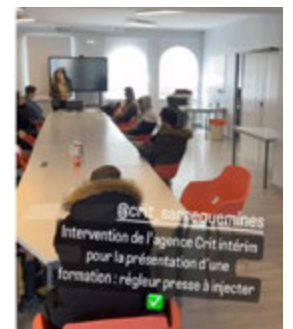 @crit_sarreguemines
Intervention de l'agence Crit intérim
pour la présentation d'une
formation : régleur presse à injecter
✅